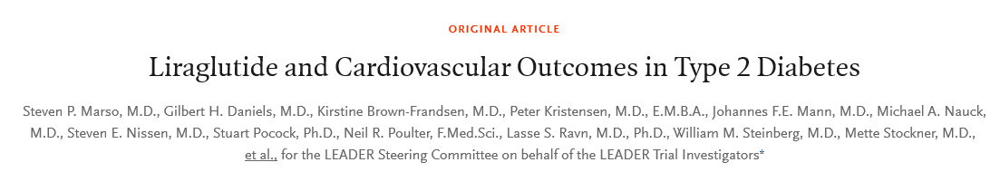 ORIGINAL ARTICLE
Liraglutide and Cardiovascular Outcomes in Type 2 Diabetes
Steven P. Marso, M.D., Gilbert H. Daniels, M.D., Kirstine Brown-Frandsen, M.D., Peter Kristensen, M.D., E.M.B.A., Johannes F.E. Mann, M.D., Michael A. Nauck,
M.D., Steven E. Nissen, M.D., Stuart Pocock, Ph.D., Neil R. Poulter, F.Med.Sci., Lasse S. Ravn, M.D., Ph.D., William M. Steinberg, M.D., Mette Stockner, M.D.,
et al., for the LEADER Steering Committee on behalf of the LEADER Trial Investigators*